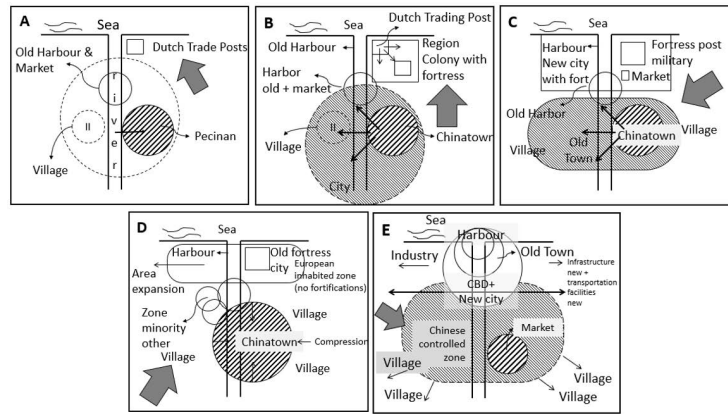 A
Sea
Old Harbour &
Market
Dutch Trade Posts
r
i
v
e
r
II
Pecinan
Village
B
Sea
Dutch Trading Post
Old Harbour
Region
Colony with
fortress
Harbor
old + market
II
Village
Chinatown
City
C
Sea
Harbour
New city
with fort
Fortress post
military
Market
Old Harbor
Chinatown
Village
Old
Town
Village
D
Sea
Harbour
Old fortress
city
European
inhabited zone
(no fortifications)
Area
expansion
Zone
minority
other
Village
Village
Chinatown
Compression
Village
E
Sea
Harbour
Industry
Old Town
Infrastructure
new +
transportation
facilities
new
CBD+
New city
Chinese
controlled
zone
Market
Village
Village
Village
Village